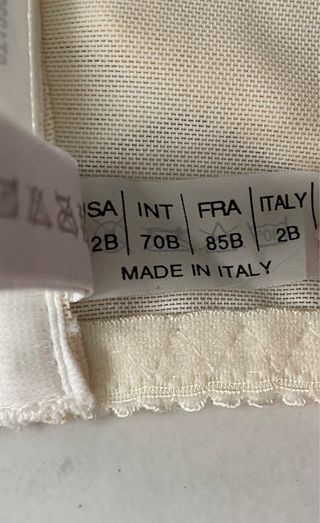 SA INT FRA ITALY
2B 70B 85B 2B
MADE IN ITALY